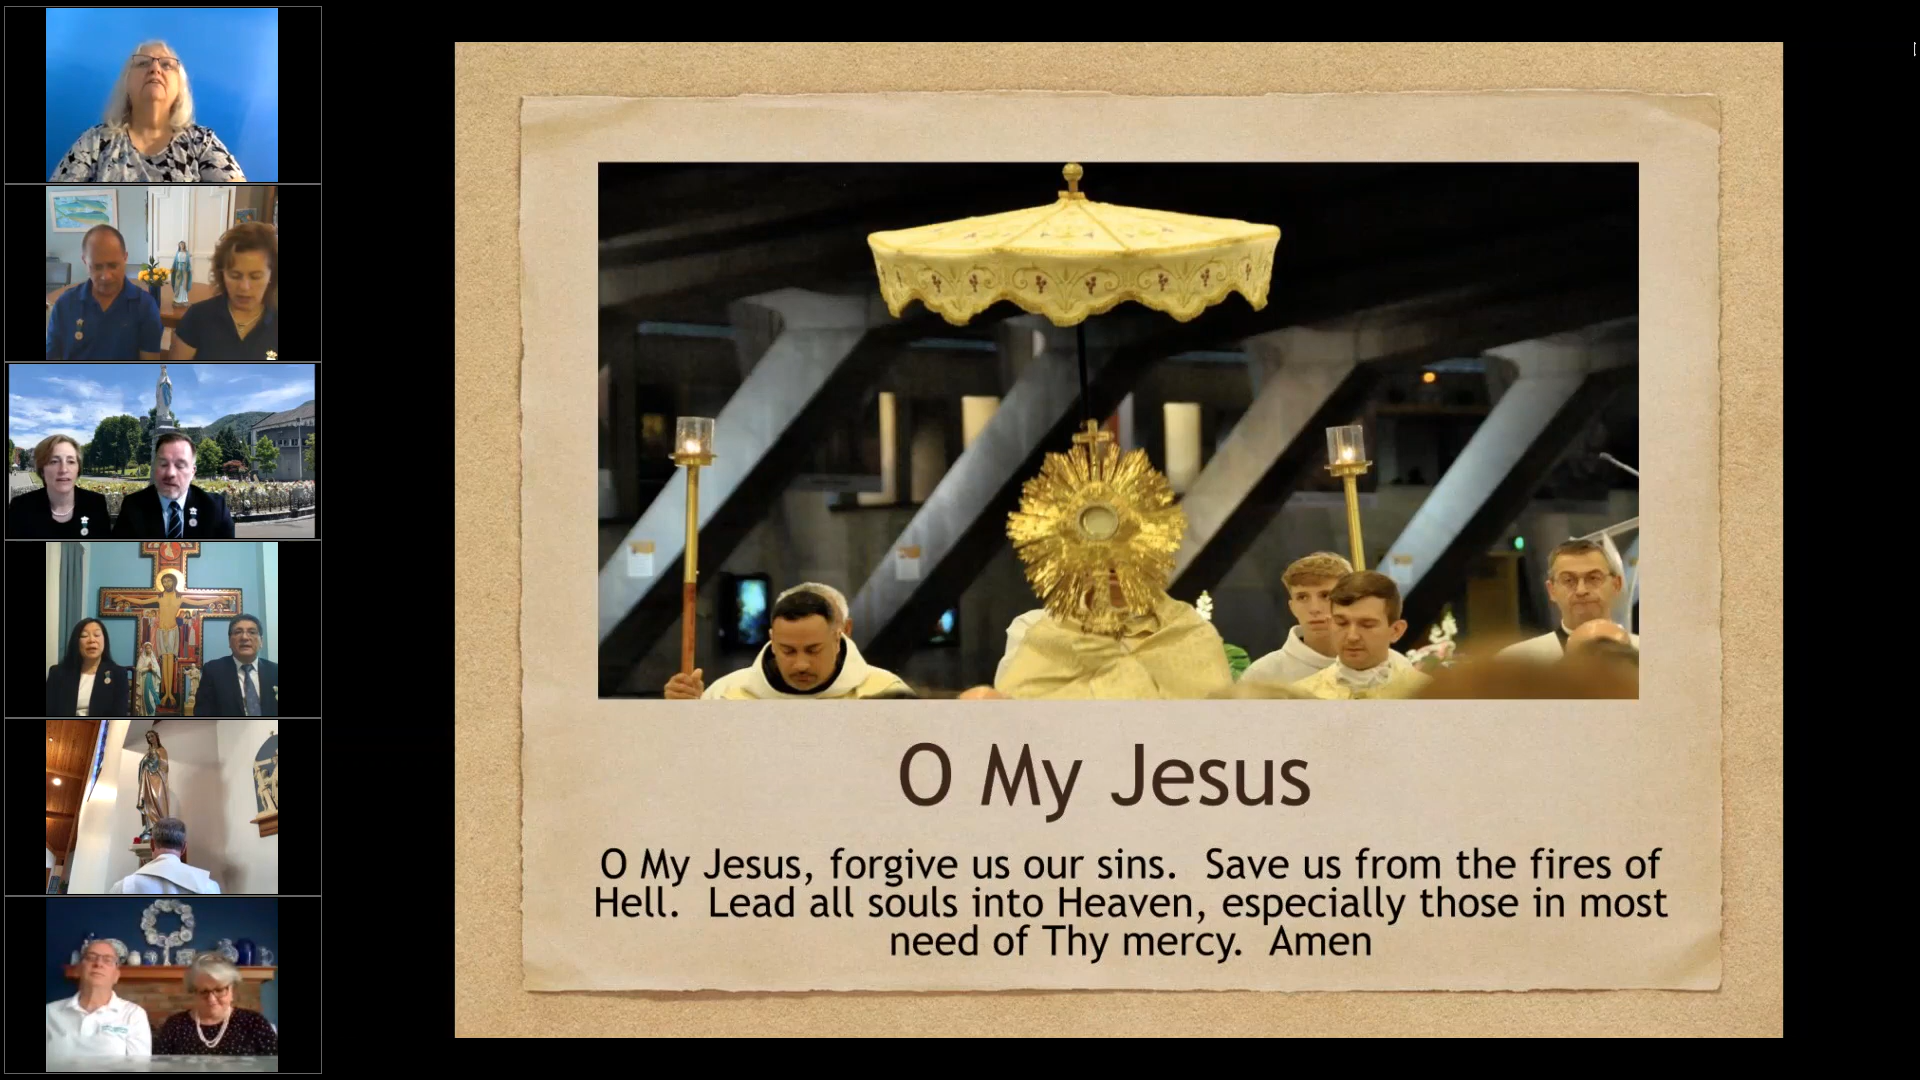 O My Jesus
O My Jesus, forgive us our sins.  Save us from the fires of
Hell.  Lead all souls into Heaven, especially those in most
need of Thy mercy.  Amen